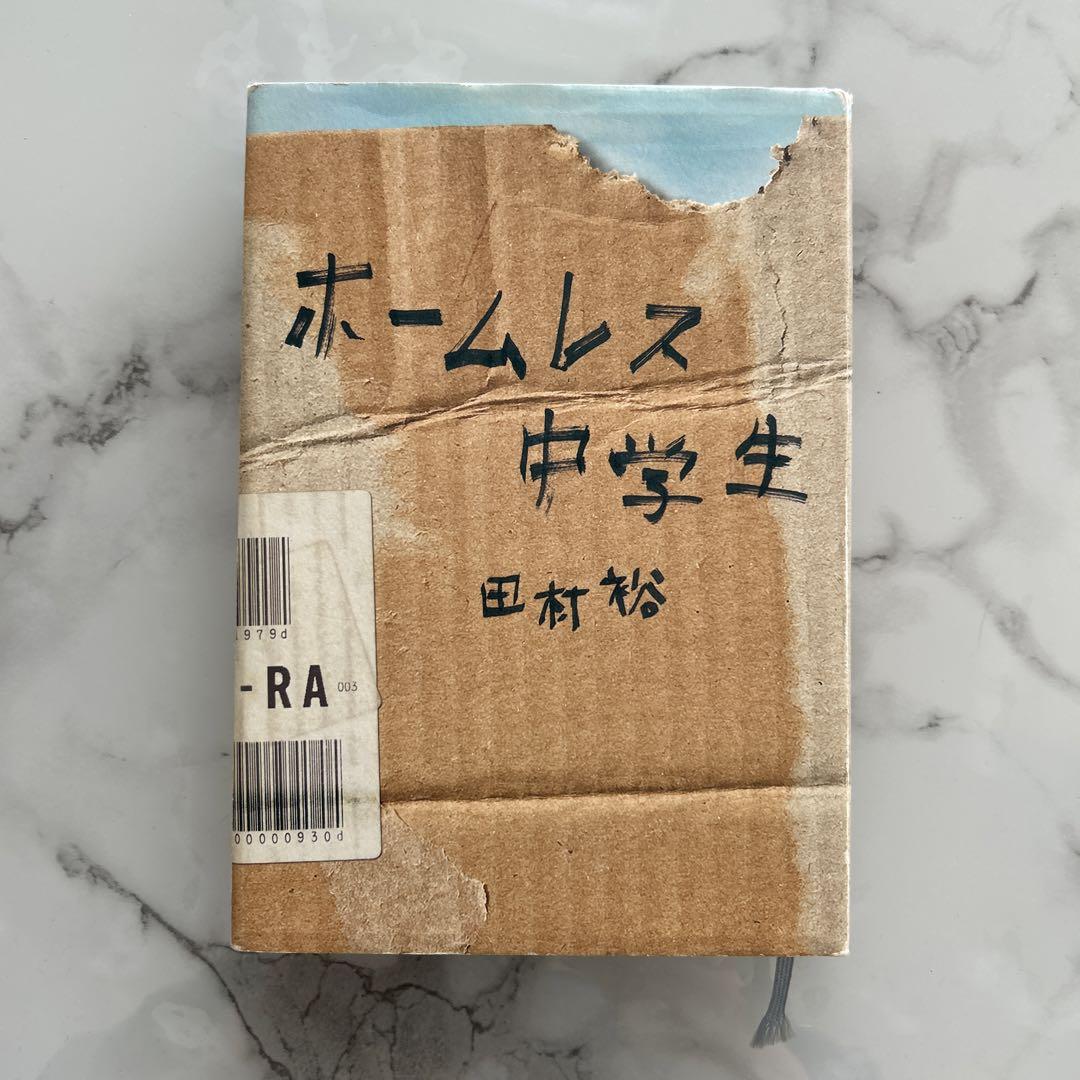 ホームレス
中学生
田村裕
1979d
-RA 003
00000930d